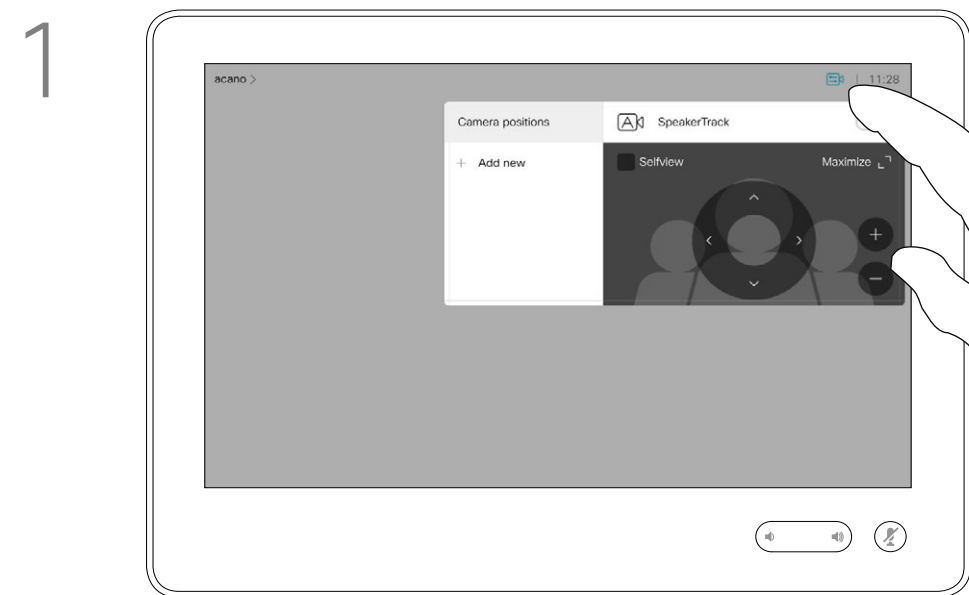 1
acano >
11:28
Camera positions
SpeakerTrack
+ Add new
Selfview
Maximize